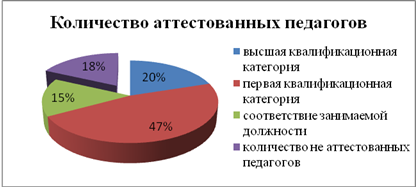 Количество аттестованных педагогов
18%
20%
15%
47%
высшая квалификационная
категория
первая квалификационная
категория
соответствие занимаемой
должности
количество не аттестованных
педагогов